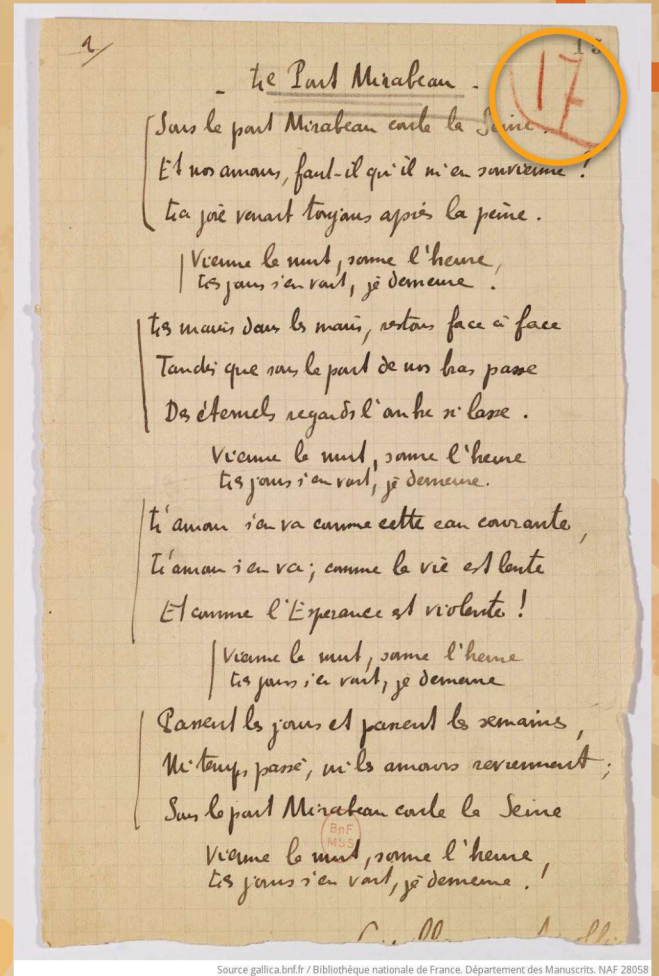 2/
15
17
- Le Pont Mirabeau -
Sous le pont Mirabeau coule la Seine.
Et nos amours, faut-il qu'il m'en souvienne !
La joie venait toujours après la peine.
Vienne la nuit, sonne l'heure,
Les jours s'en vont, je demeure.
Les mains dans les mains, restons face à face
Tandis que sous le pont de nos bras passe
Des éternels regards l'onde si lasse.
Vienne la nuit, sonne l'heure
Les jours s'en vont, je demeure.
L'amour s'en va comme cette eau courante,
L'amour s'en va; comme la vie est lente
Et comme l'Espérance est violente !
Vienne la nuit, sonne l'heure
Les jours s'en vont, je demeure
Passent les jours et passent les semaines,
Ni temps passé, ni les amours reviennent;
Sous le pont Mirabeau coule la Seine
BnF
MSS
Vienne la nuit, sonne l'heure,
Les jours s'en vont, je demeure.!
Source gallica.bnf.fr / Bibliothèque nationale de France. Département des Manuscrits. NAF 28058